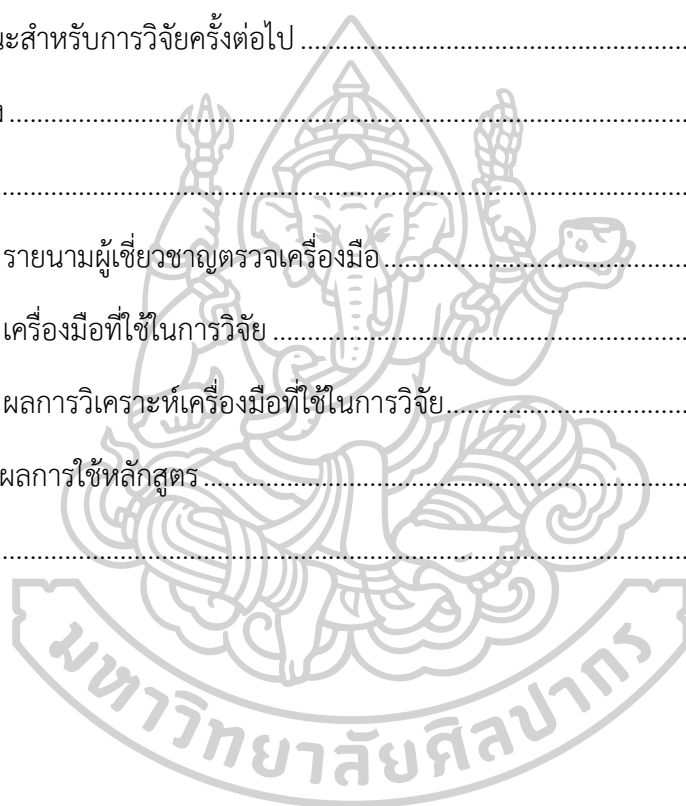 นะสำหรับการวิจัยครั้งต่อไป ........................................
ง ........................................
........................................
รายนามผู้เชี่ยวชาญตรวจเครื่องมือ ........................................
เครื่องมือที่ใช้ในการวิจัย ........................................
ผลการวิเคราะห์เครื่องมือที่ใช้ในการวิจัย ........................................
ผลการใช้หลักสูตร ........................................
........................................
มหาวิทยาลัยศิลปากร